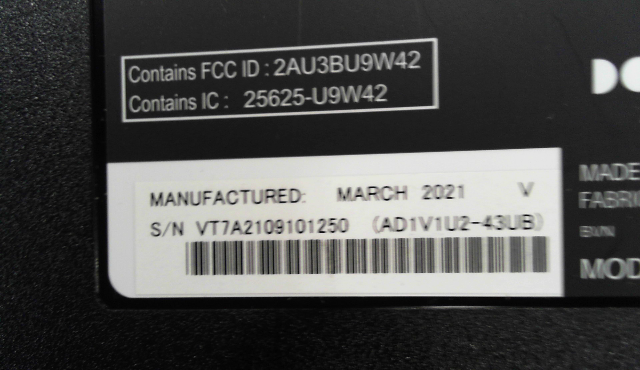 Contains FCC ID : 2AU3BU9W42
Contains IC : 25625-U9W42
MADE
FABRI
MANUFACTURED: MARCH 2021 V
S/N VT7A2109101250 (AD1V1U2-43UB)
MOD